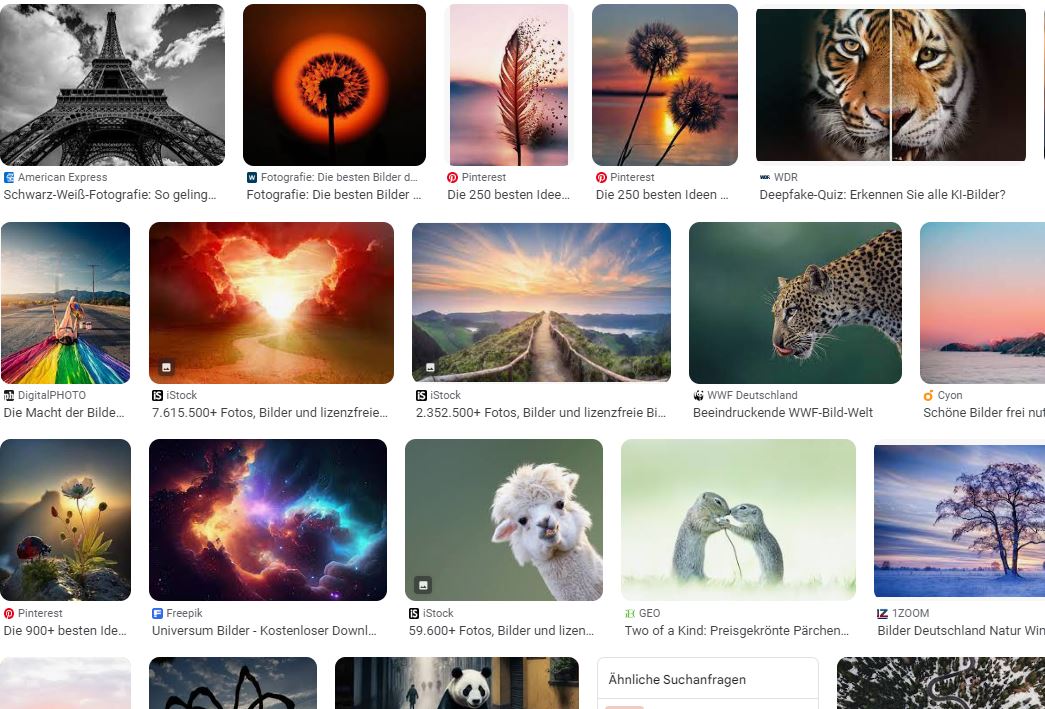 American Express
Schwarz-Weiß-Fotografie: So geling...
Fotografie: Die besten Bilder d...
Fotografie: Die besten Bilder ...
Pinterest
Die 250 besten Idee...
Pinterest
Die 250 besten Ideen ...
WDR
Deepfake-Quiz: Erkennen Sie alle KI-Bilder?
DigitalPHOTO
Die Macht der Bilde...
iStock
7.615.500+ Fotos, Bilder und lizenzfreie...
iStock
2.352.500+ Fotos, Bilder und lizenzfreie Bi...
WWF Deutschland
Beeindruckende WWF-Bild-Welt
Cyon
Schöne Bilder frei nut
Pinterest
Die 900+ besten Ide...
Freepik
Universum Bilder - Kostenloser Downl...
iStock
59.600+ Fotos, Bilder und lizen...
GEO
Two of a Kind: Preisgekrönte Pärchen...
1ZOOM
Bilder Deutschland Natur Win
Ähnliche Suchanfragen